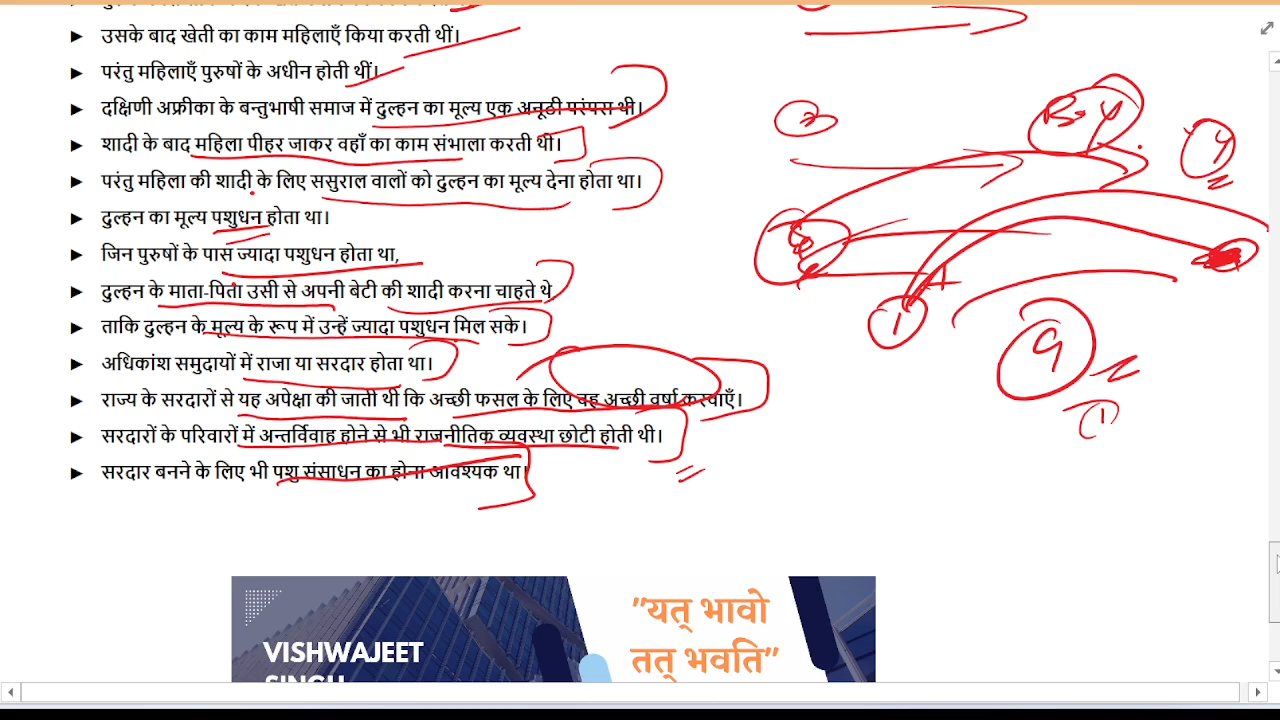 ► उसके बाद खेती का काम महिलाएँ किया करती थीं।
► परंतु महिलाएँ पुरुषों के अधीन होती थीं।
► दक्षिणी अफ्रीका के बन्तुभाषी समाज में दुल्हन का मूल्य एक अनूठी परंपरा थी।
► शादी के बाद महिला पीहर जाकर वहाँ का काम संभाला करती थी।
► परंतु महिला की शादी के लिए ससुराल वालों को दुल्हन का मूल्य देना होता था।
► दुल्हन का मूल्य पशुधन होता था।
► जिन पुरुषों के पास ज्यादा पशुधन होता था,
► दुल्हन के माता-पिता उसी से अपनी बेटी की शादी करना चाहते थे
► ताकि दुल्हन के मूल्य के रूप में उन्हें ज्यादा पशुधन मिल सके।
► अधिकांश समुदायों में राजा या सरदार होता था।
► राज्य के सरदारों से यह अपेक्षा की जाती थी कि अच्छी फसल के लिए वह अच्छी वर्षा करवाएँ।
► सरदारों के परिवारों में अन्तर्विवाह होने से भी राजनीतिक व्यवस्था छोटी होती थी।
► सरदार बनने के लिए भी पशु संसाधन का होना आवश्यक था।
VISHWAJEET
SINGH
"यत् भावो
तत् भवति"